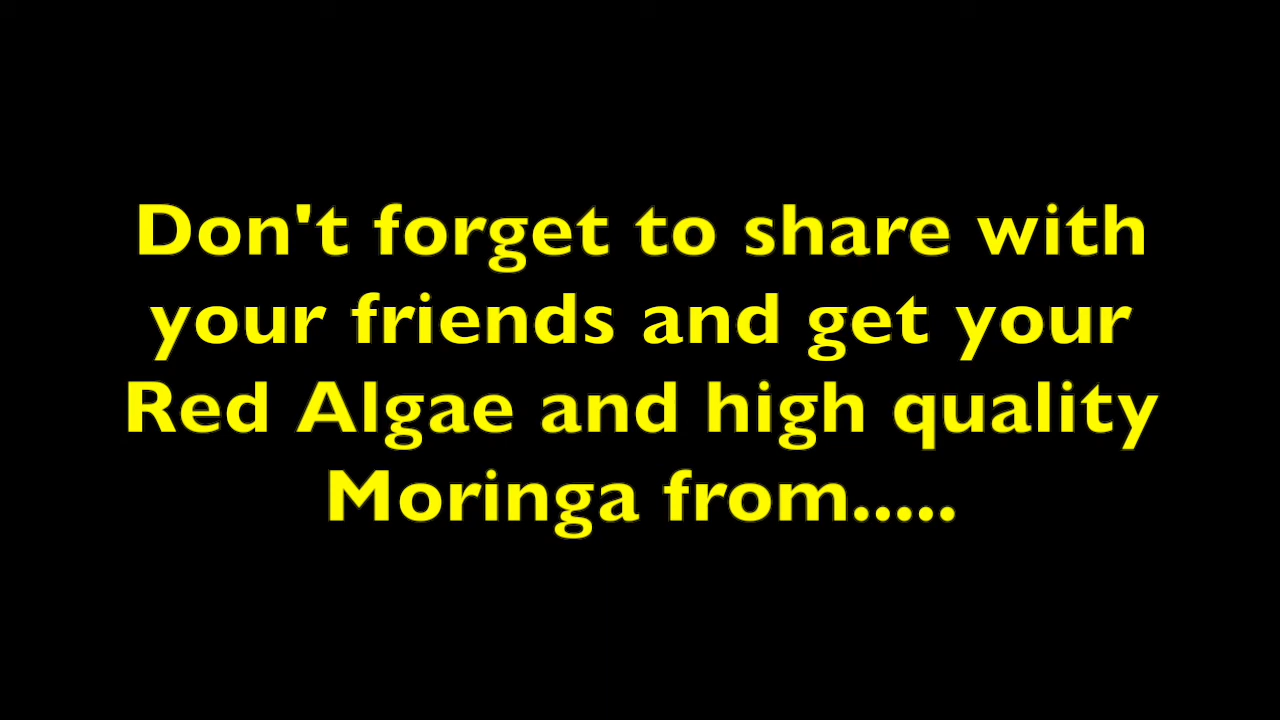 Don't forget to share with
your friends and get your
Red Algae and high quality
Moringa from.....